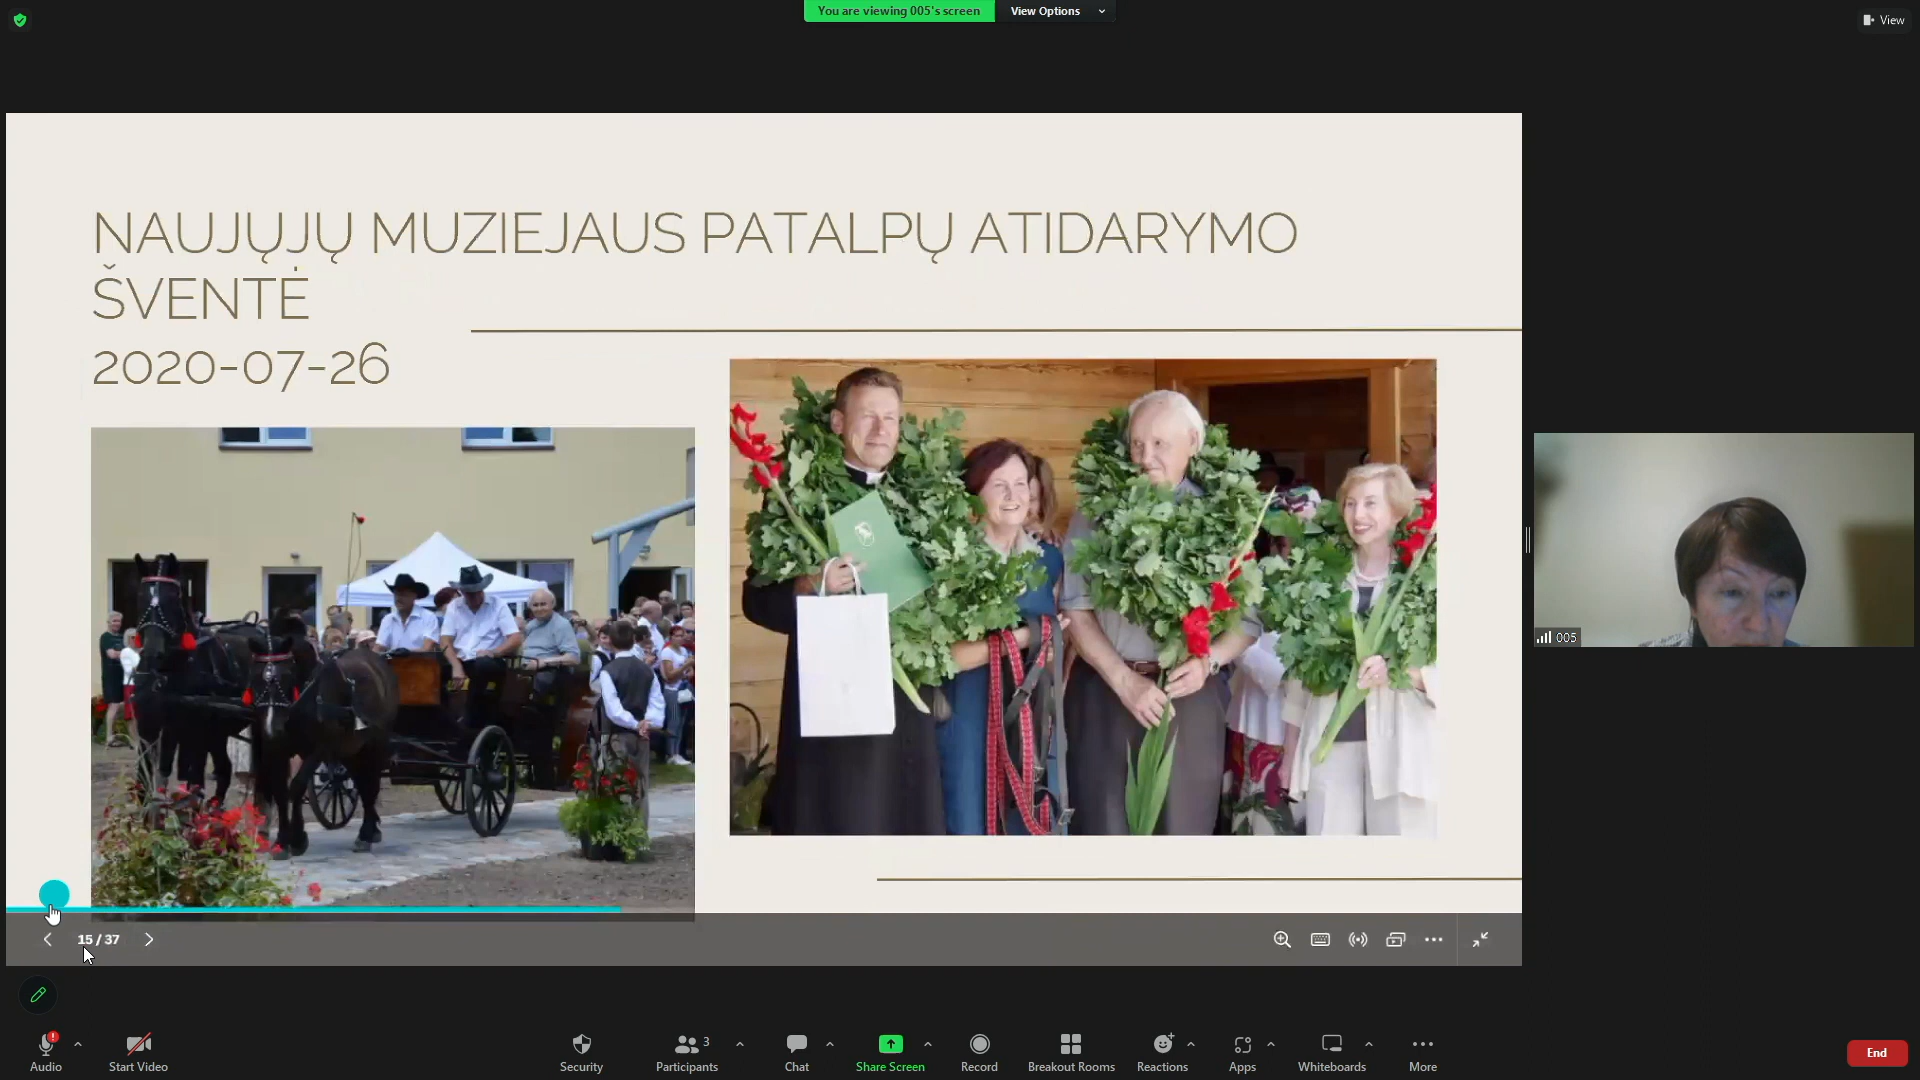 You are viewing 005's screen
View Options
View
NAUJŲJŲ MUZIEJAUS PATALPŲ ATIDARYMO
ŠVENTĖ
2020-07-26
005
15 / 37
Audio
Start Video
Security
Participants
3
Chat
Share Screen
Record
Breakout Rooms
Reactions
Apps
Whiteboards
More
End